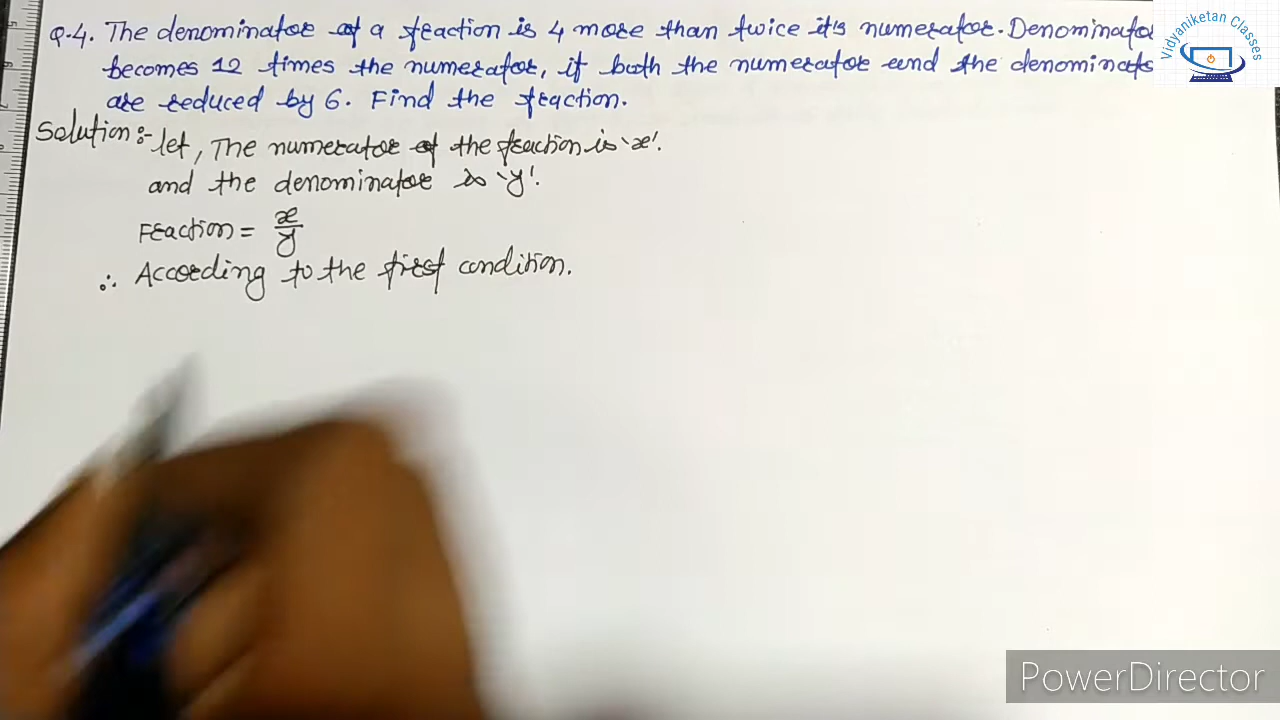 Q.4. The denominator of a fraction is 4 more than twice it's numerator. Denominator
becomes 12 times the numerator, if both the numerator and the denominator
are reduced by 6. Find the fraction.
Solution:- let, The numerator of the fraction is 'x'.
and the denominator is 'y'.
Fraction = x/y
∴ According to the first condition.
Vidyaniketan Classes
PowerDirector